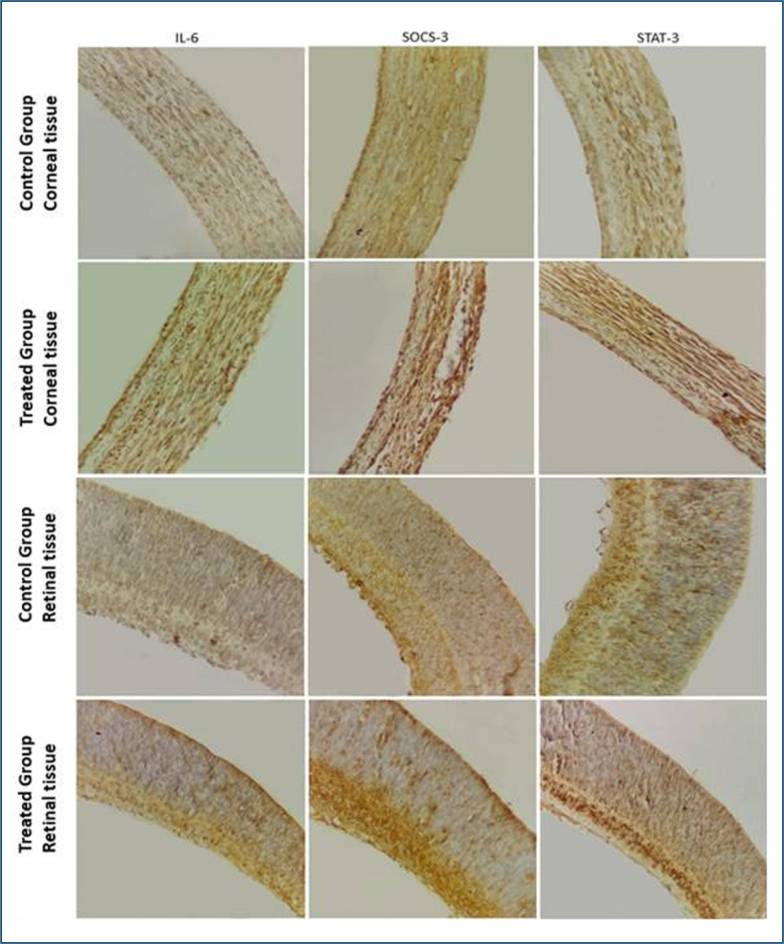 IL-6
SOCS-3
STAT-3
Control Group
Corneal tissue
Treated Group
Corneal tissue
Control Group
Retinal tissue
Treated Group
Retinal tissue